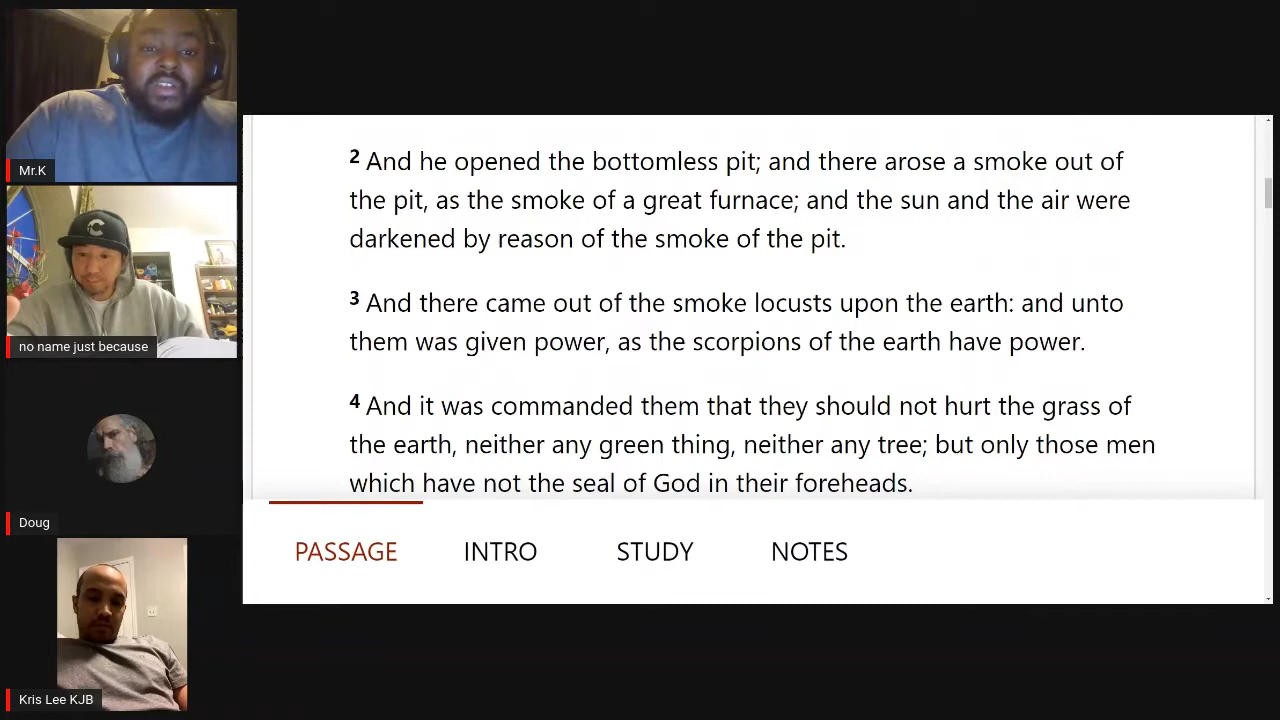 Mr.K
no name just because
Doug
Kris Lee KJB
2 And he opened the bottomless pit; and there arose a smoke out of
the pit, as the smoke of a great furnace; and the sun and the air were
darkened by reason of the smoke of the pit.
3 And there came out of the smoke locusts upon the earth: and unto
them was given power, as the scorpions of the earth have power.
4 And it was commanded them that they should not hurt the grass of
the earth, neither any green thing, neither any tree; but only those men
which have not the seal of God in their foreheads.
PASSAGE INTRO STUDY NOTES